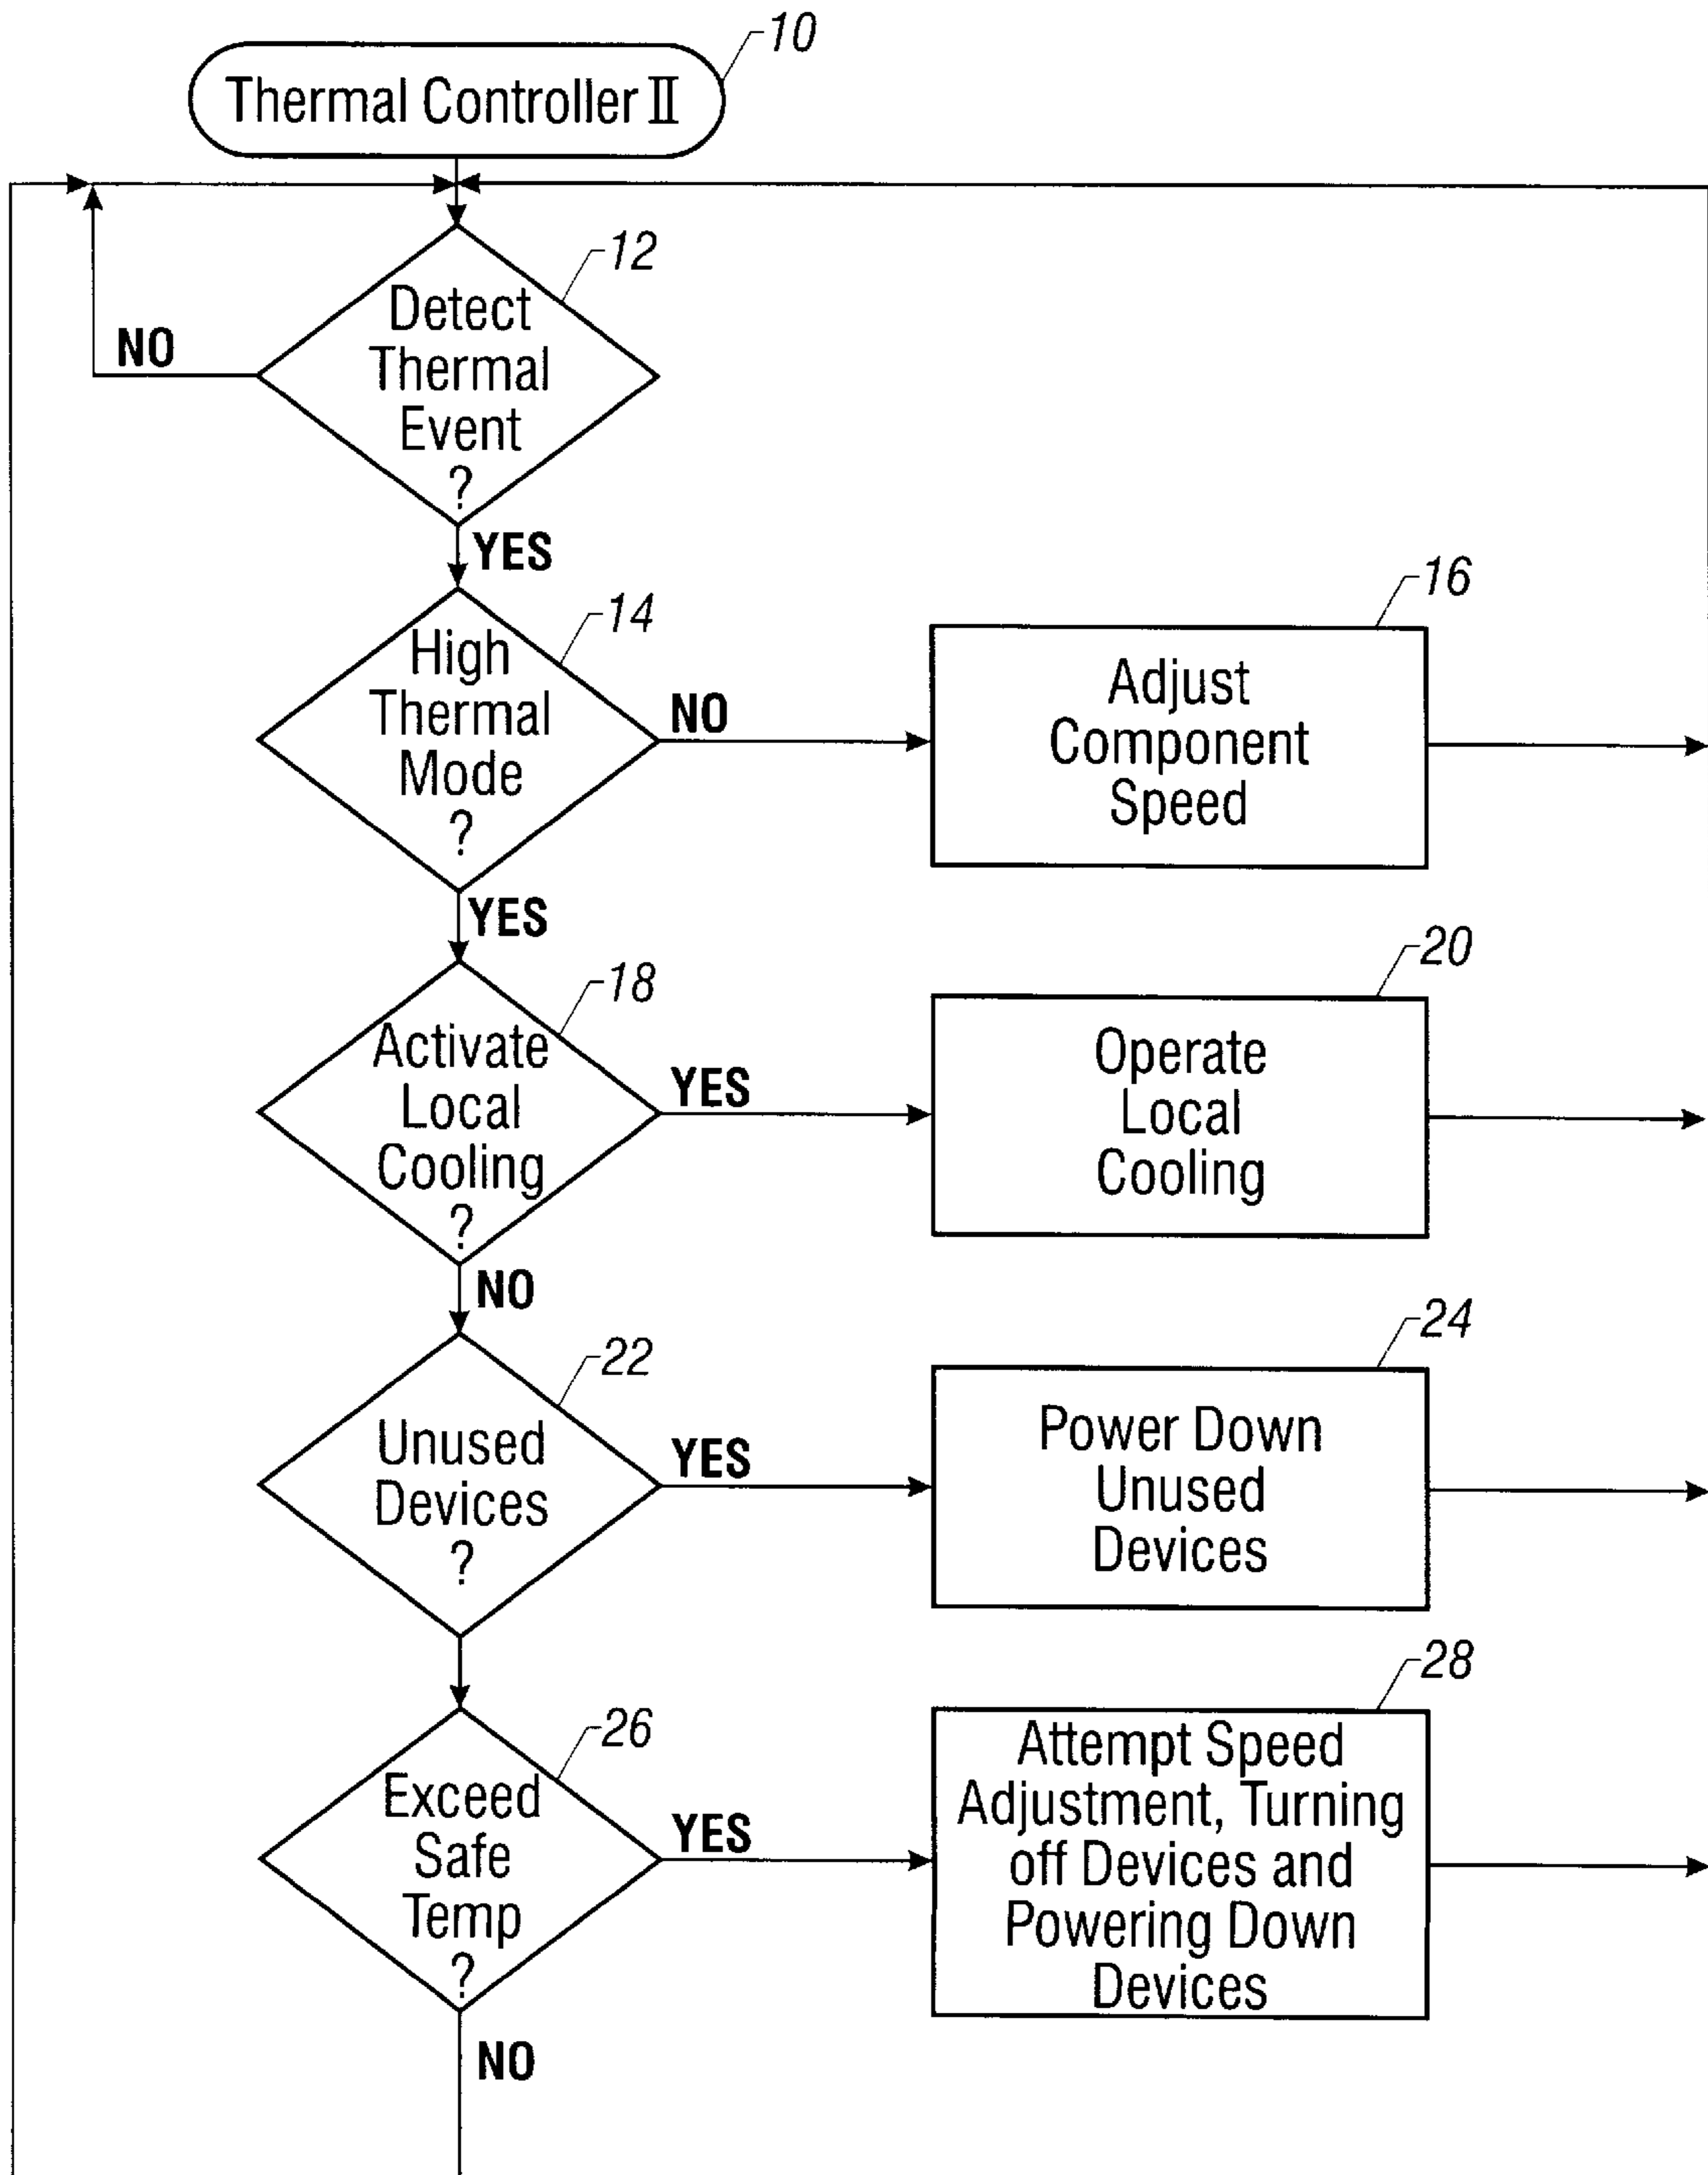 10
Thermal Controller II
12
Detect
Thermal
Event
?
NO
YES
14
High
Thermal
Mode
?
NO
16
Adjust
Component
Speed
YES
18
Activate
Local
Cooling
?
YES
20
Operate
Local
Cooling
NO
22
Unused
Devices
?
YES
24
Power Down
Unused
Devices
26
Exceed
Safe
Temp
?
YES
28
Attempt Speed
Adjustment, Turning
off Devices and
Powering Down
Devices
NO